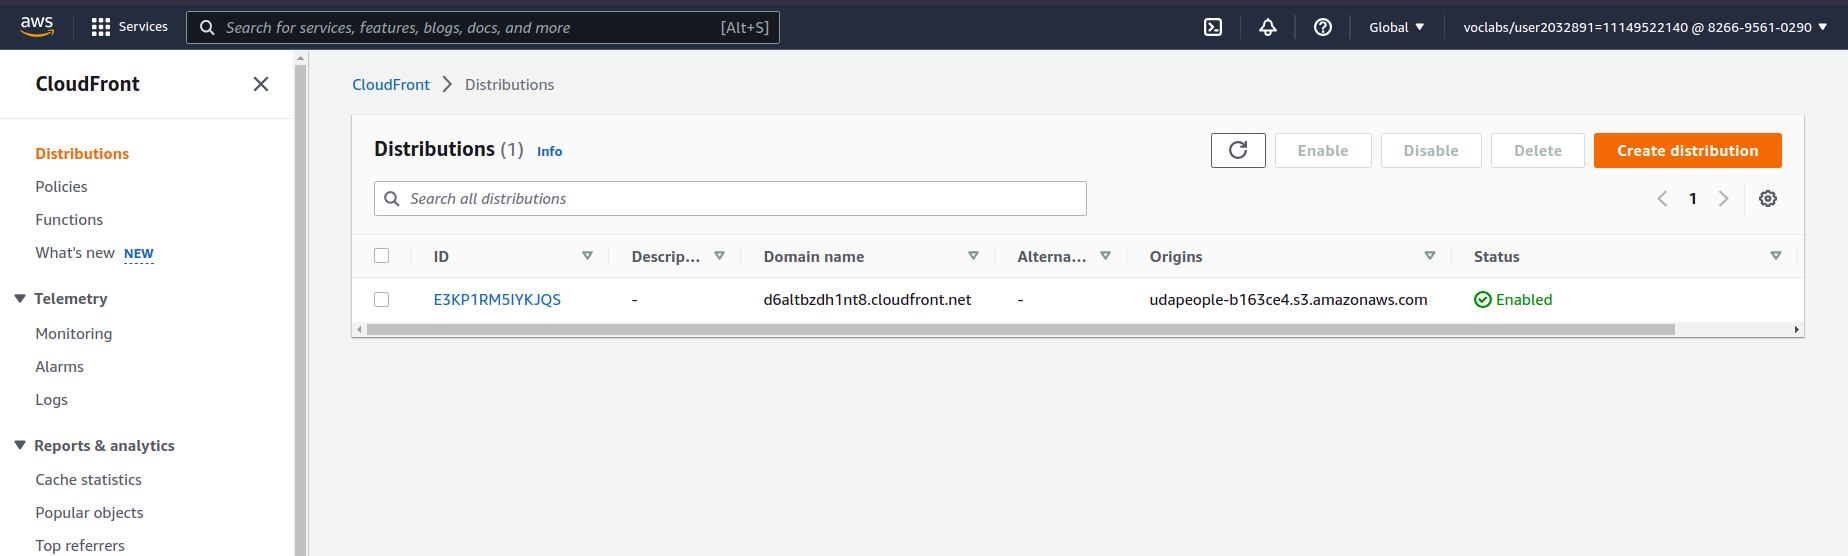 aws Services Search for services, features, blogs, docs, and more [Alt+S] Global voclabs/user2032891=11149522140 @ 8266-9561-0290
CloudFront
Distributions
Policies
Functions
What's new NEW
Telemetry
Monitoring
Alarms
Logs
Reports & analytics
Cache statistics
Popular objects
Top referrers
CloudFront Distributions
Distributions (1) Info Enable Disable Delete Create distribution
Search all distributions 1
ID Descrip... Domain name Alterna... Origins Status
E3KP1RM5IYKJQS - d6altbzdh1nt8.cloudfront.net - udapeople-b163ce4.s3.amazonaws.com Enabled